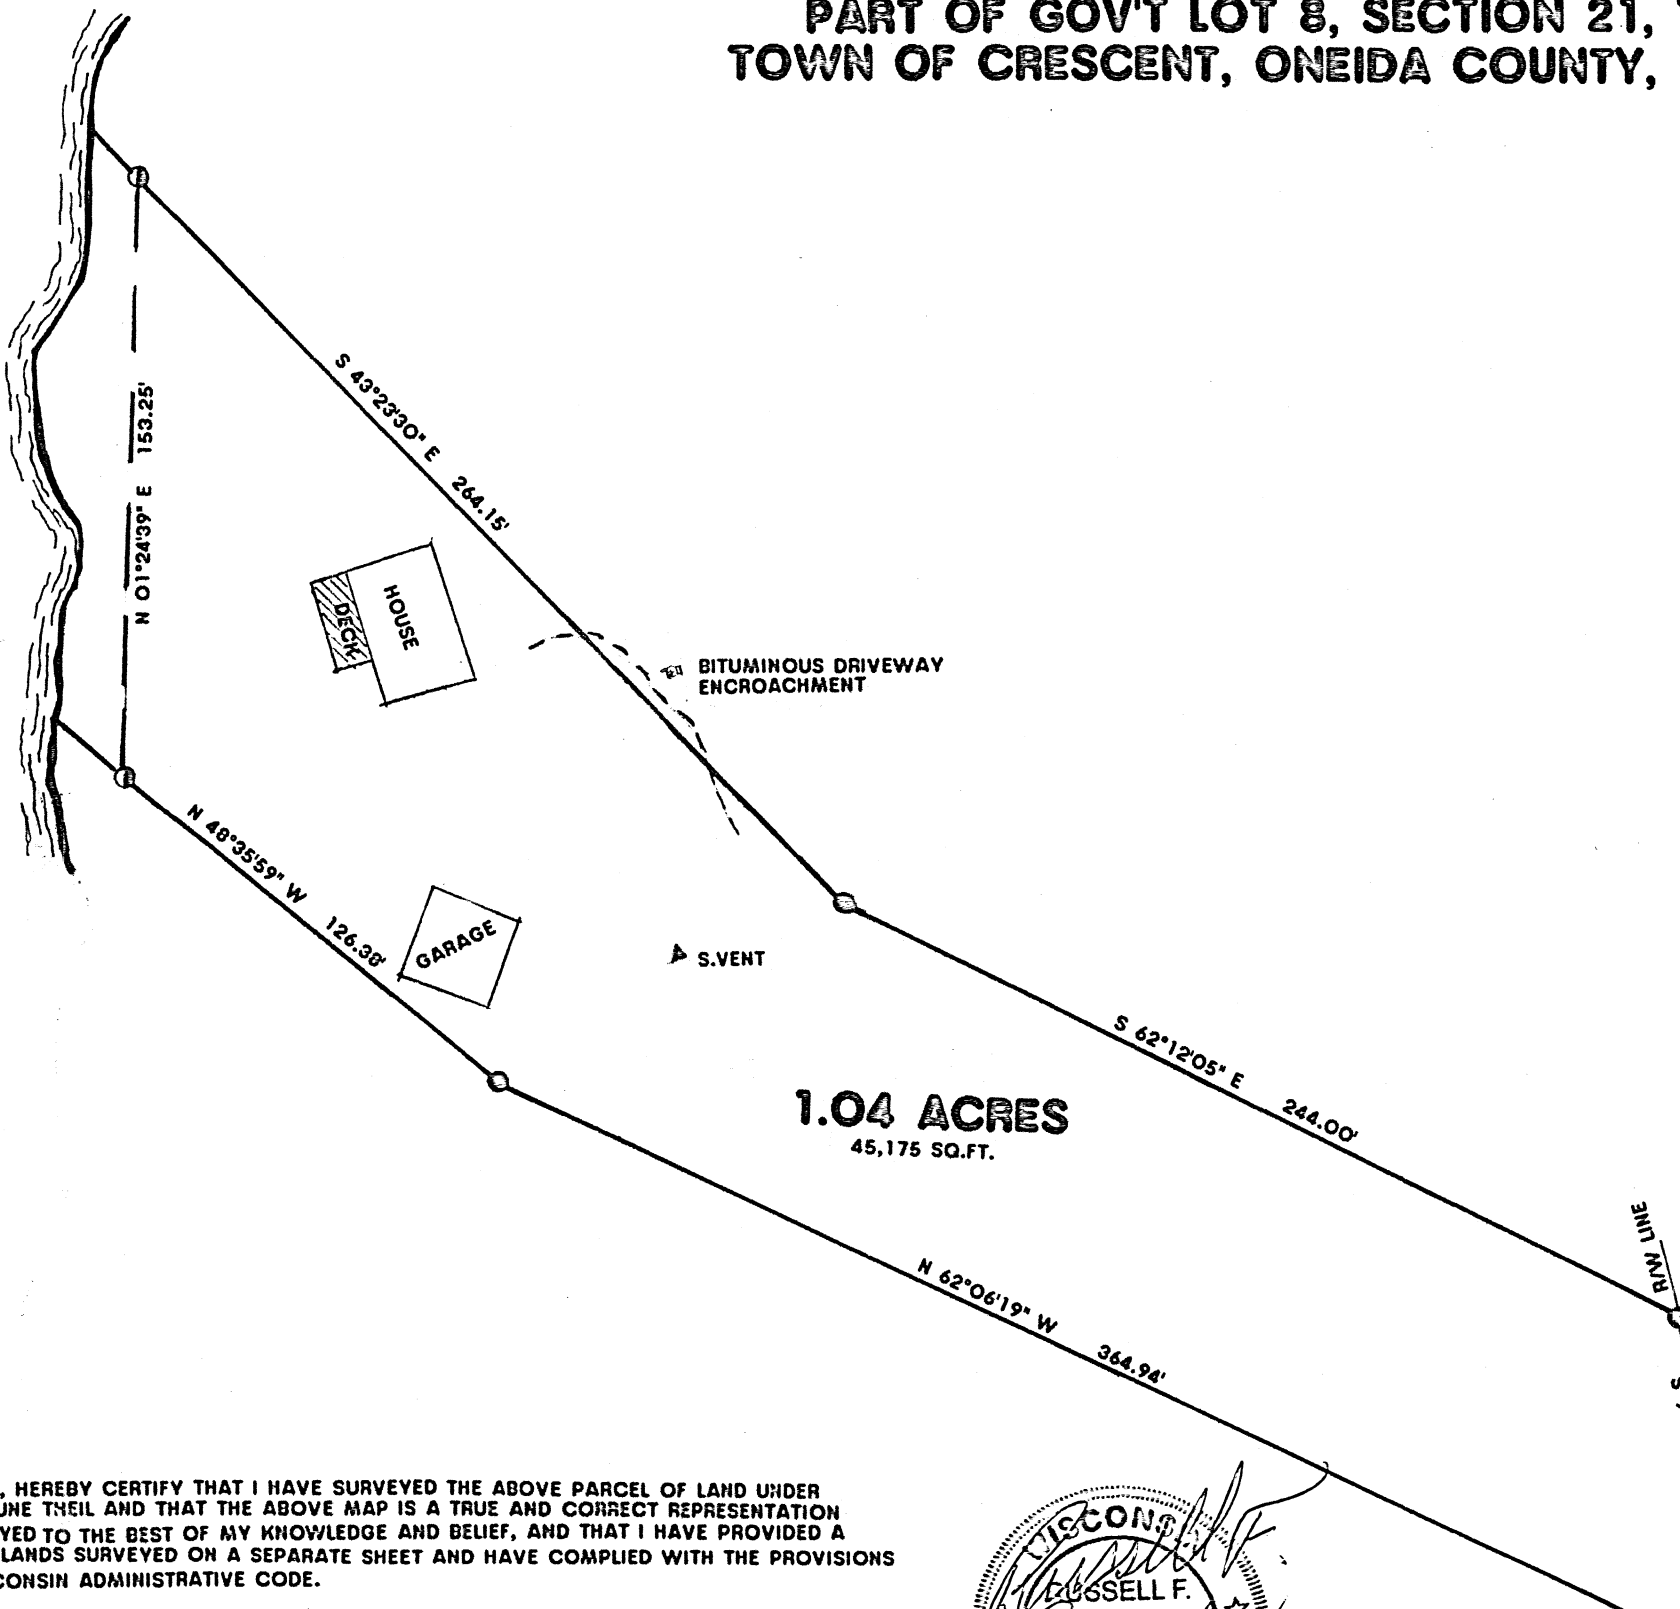 PART OF GOV'T LOT 8, SECTION 21,
TOWN OF CRESCENT, ONEIDA COUNTY,
S 43°23'30" E 264.15'
N 01°24'39" E 153.25'
HOUSE
DECK
BITUMINOUS DRIVEWAY
ENCROACHMENT
N 48°35'59" W 126.38'
GARAGE
S.VENT
S 62°12'05" E 244.00'
1.04 ACRES
45,175 SQ.FT.
R/W LINE
N 62°06'19" W 364.94'
, HEREBY CERTIFY THAT I HAVE SURVEYED THE ABOVE PARCEL OF LAND UNDER
UNE THEIL AND THAT THE ABOVE MAP IS A TRUE AND CORRECT REPRESENTATION
YED TO THE BEST OF MY KNOWLEDGE AND BELIEF, AND THAT I HAVE PROVIDED A
LANDS SURVEYED ON A SEPARATE SHEET AND HAVE COMPLIED WITH THE PROVISIONS
CONSIN ADMINISTRATIVE CODE.
WISCONS
RUSSELL F.